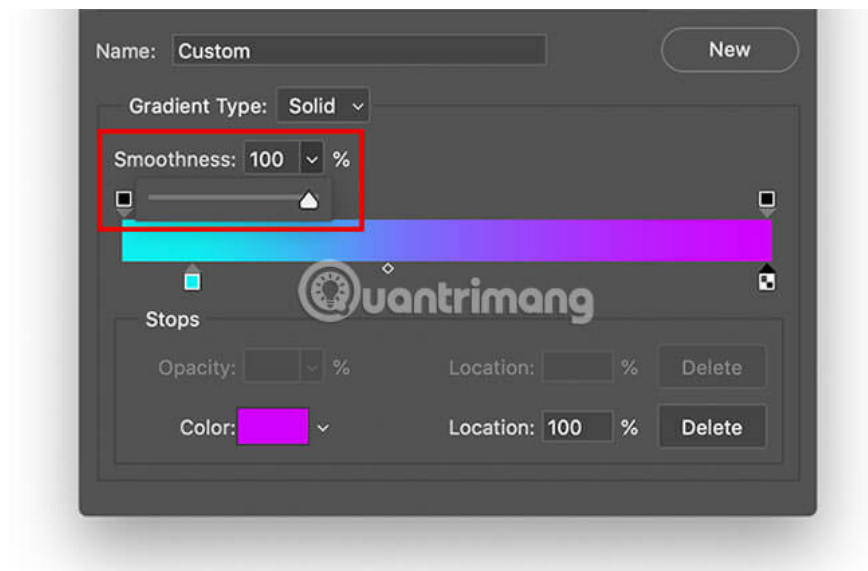 Name: Custom New
Gradient Type: Solid
Smoothness: 100 %
Quantrimang
Stops
Opacity: % Location: % Delete
Color: Location: 100 % Delete